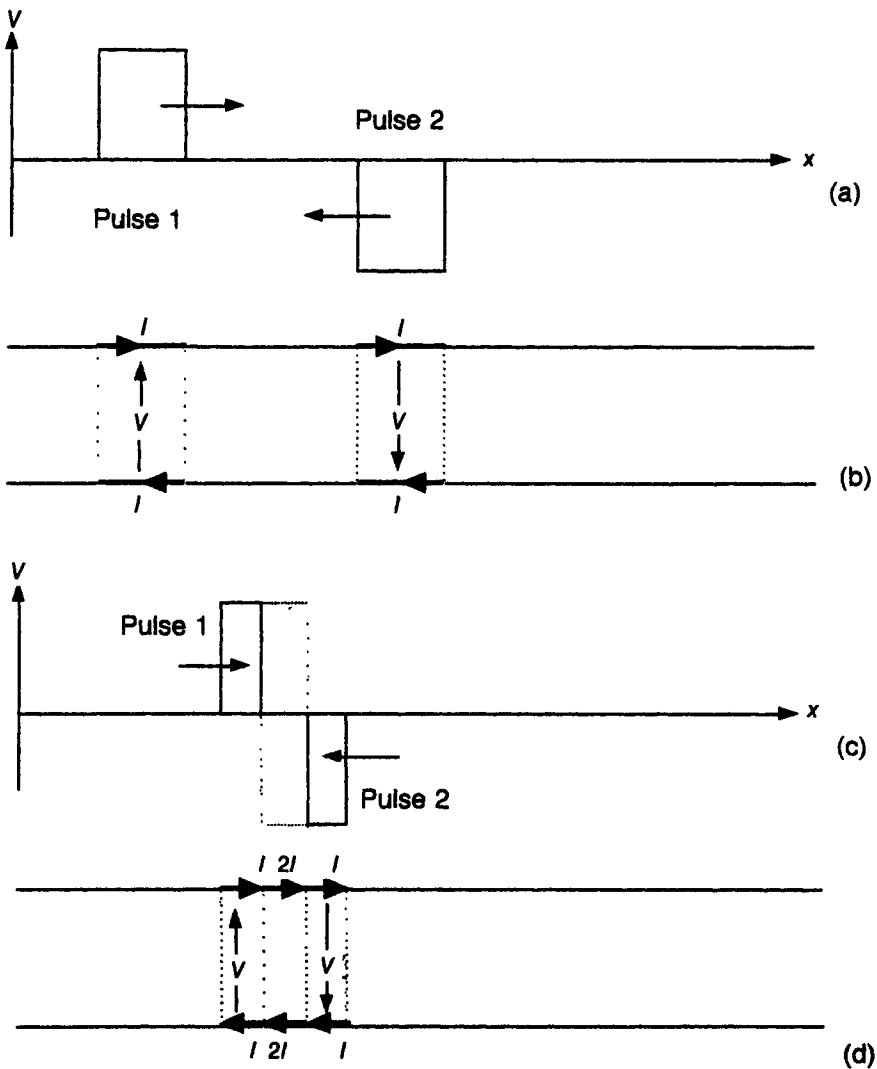 V
Pulse 2
x
(a)
Pulse 1
I I
V V
(b)
I I
V
Pulse 1
x
(c)
Pulse 2
I 2I I
V V
I 2I I
(d)